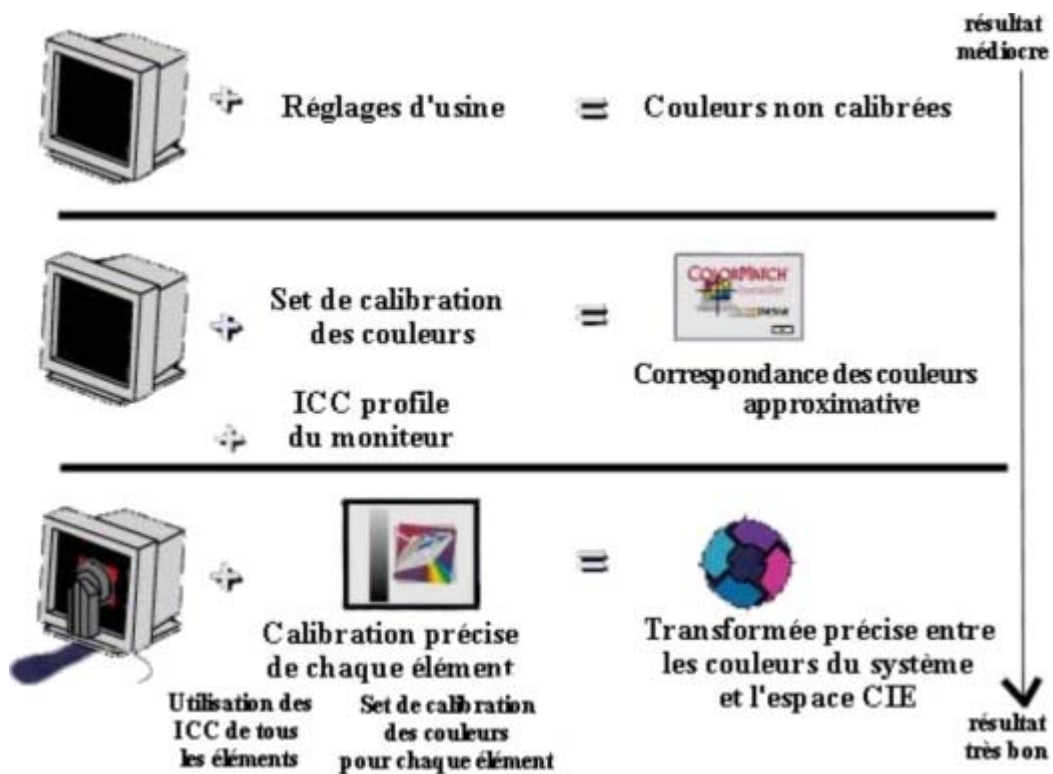 résultat
médiocre
Réglages d'usine = Couleurs non calibrées
Set de calibration
des couleurs
=
COLORMATCH
ICC profile
du moniteur
Correspondance des couleurs
approximative
Calibration précise
de chaque élément
=
Transformée précise entre
les couleurs du système
et l'espace CIE
Utilisation des
ICC de tous
les éléments
Set de calibration
des couleurs
pour chaque élément
résultat
très bon